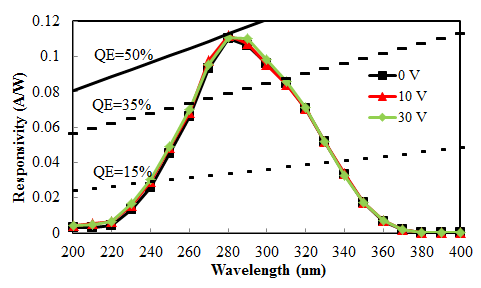 0.12
0.1
0.08
0.06
0.04
0.02
0
Responsivity (A/W)
QE=50%
QE=35%
QE=15%
0 V
10 V
30 V
200 220 240 260 280 300 320 340 360 380 400
Wavelength (nm)